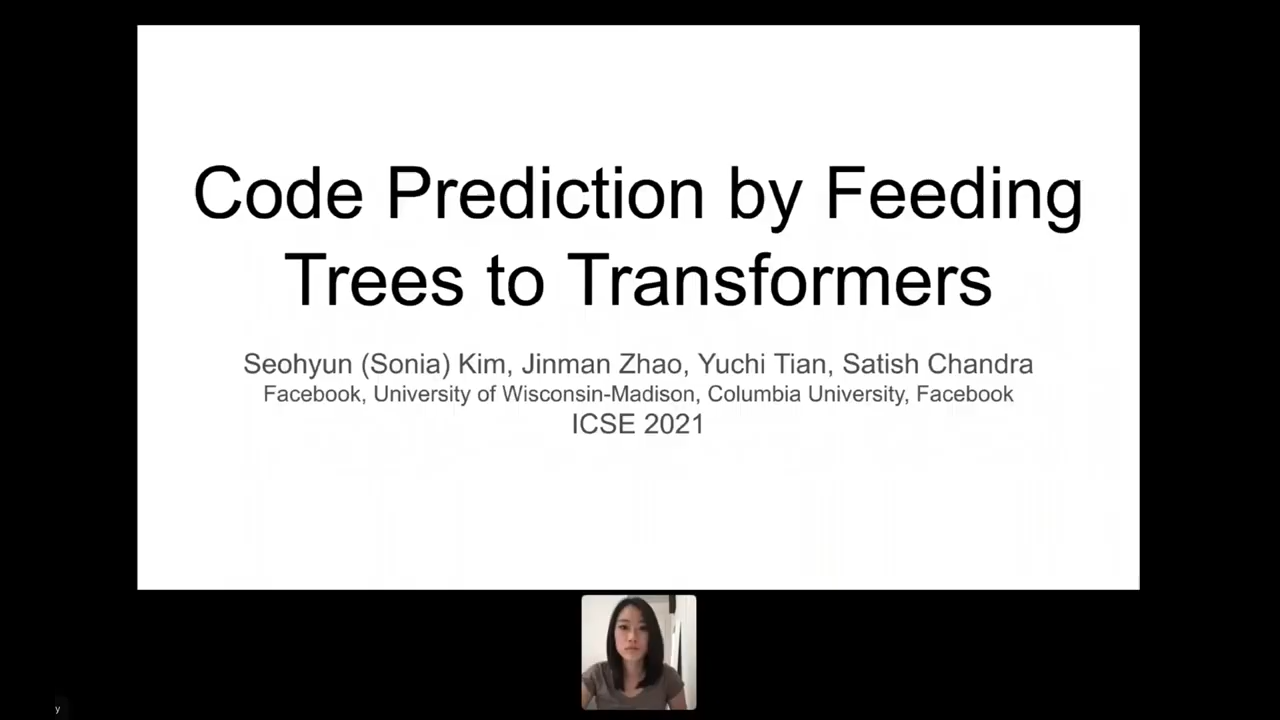 Code Prediction by Feeding
Trees to Transformers
Seohyun (Sonia) Kim, Jinman Zhao, Yuchi Tian, Satish Chandra
Facebook, University of Wisconsin-Madison, Columbia University, Facebook
ICSE 2021
y